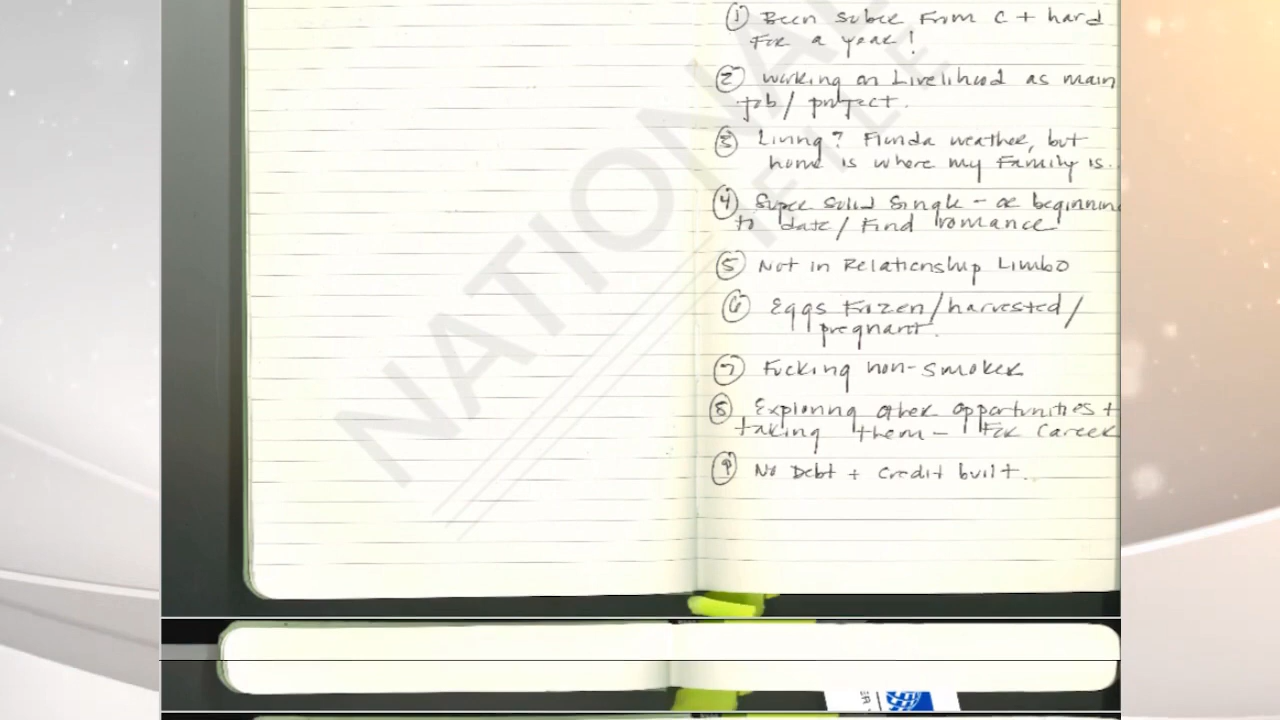 ① Been sober from C + hard
for a year!
② working on Livelihood as main
job / project.
③ Living? Florida weather, but
home is where my Family is.
④ Super Solid Single - or beginning
to date / Find romance
⑤ Not in Relationship Limbo
⑥ Eggs Frozen/harvested/
pregnant.
⑦ Fucking non-smoker
⑧ Exploring other opportunities +
taking them - For Career
⑨ No Debt + Credit built.
NATIONAL
FILE